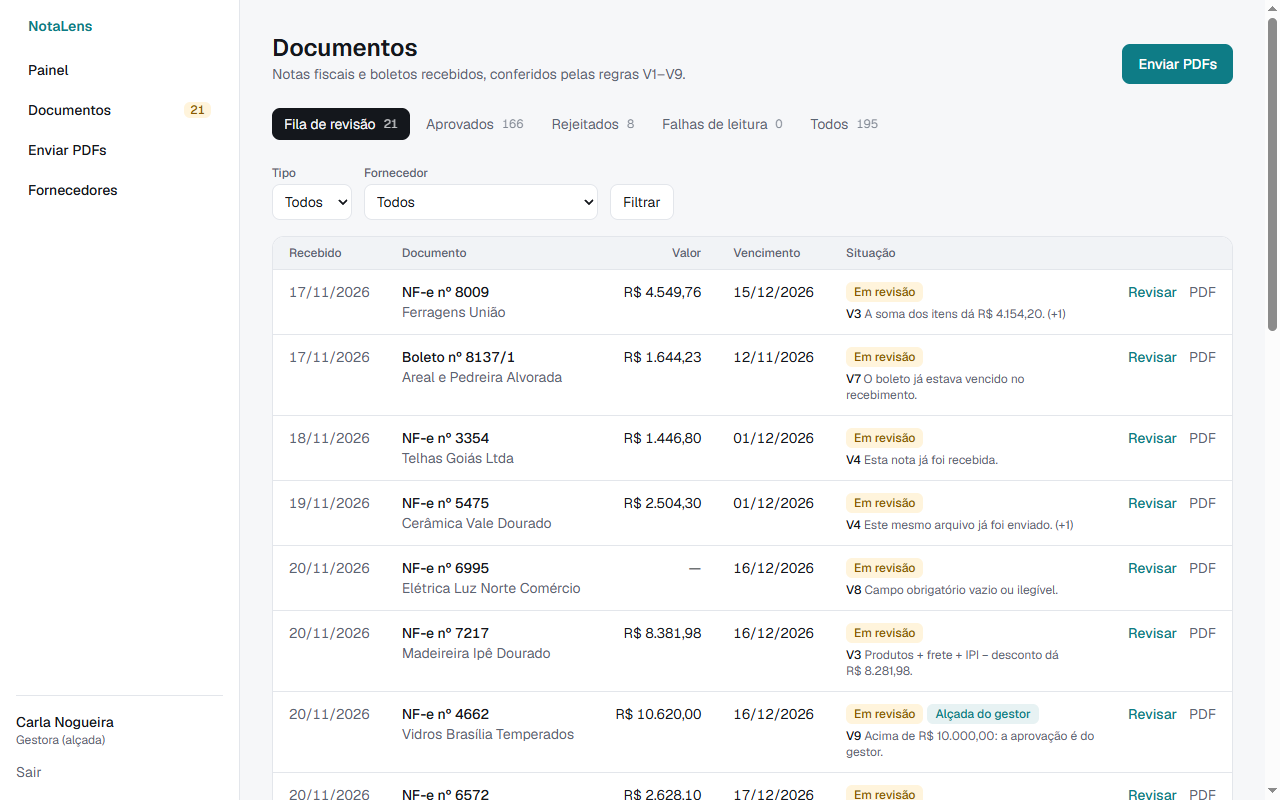 NotaLens
Painel
Documentos 21
Enviar PDFs
Fornecedores
Carla Nogueira
Gestora (alçada)
Sair
Documentos
Notas fiscais e boletos recebidos, conferidos pelas regras V1–V9.
Enviar PDFs
Fila de revisão 21 Aprovados 166 Rejeitados 8 Falhas de leitura 0 Todos 195
Tipo Fornecedor
Todos Todos Filtrar
Recebido Documento Valor Vencimento Situação
17/11/2026 NF-e nº 8009 R$ 4.549,76 15/12/2026 Em revisão Revisar PDF
Ferragens União V3 A soma dos itens dá R$ 4.154,20. (+1)
17/11/2026 Boleto nº 8137/1 R$ 1.644,23 12/11/2026 Em revisão Revisar PDF
Areal e Pedreira Alvorada V7 O boleto já estava vencido no
recebimento.
18/11/2026 NF-e nº 3354 R$ 1.446,80 01/12/2026 Em revisão Revisar PDF
Telhas Goiás Ltda V4 Esta nota já foi recebida.
19/11/2026 NF-e nº 5475 R$ 2.504,30 01/12/2026 Em revisão Revisar PDF
Cerâmica Vale Dourado V4 Este mesmo arquivo já foi enviado. (+1)
20/11/2026 NF-e nº 6995 — 16/12/2026 Em revisão Revisar PDF
Elétrica Luz Norte Comércio V8 Campo obrigatório vazio ou ilegível.
20/11/2026 NF-e nº 7217 R$ 8.381,98 16/12/2026 Em revisão Revisar PDF
Madeireira Ipê Dourado V3 Produtos + frete + IPI − desconto dá
R$ 8.281,98.
20/11/2026 NF-e nº 4662 R$ 10.620,00 16/12/2026 Em revisão Alçada do gestor Revisar PDF
Vidros Brasília Temperados V9 Acima de R$ 10.000,00: a aprovação é do
gestor.
20/11/2026 NF-e nº 6572 R$ 2.628,10 17/12/2026 Em revisão Revisar PDF